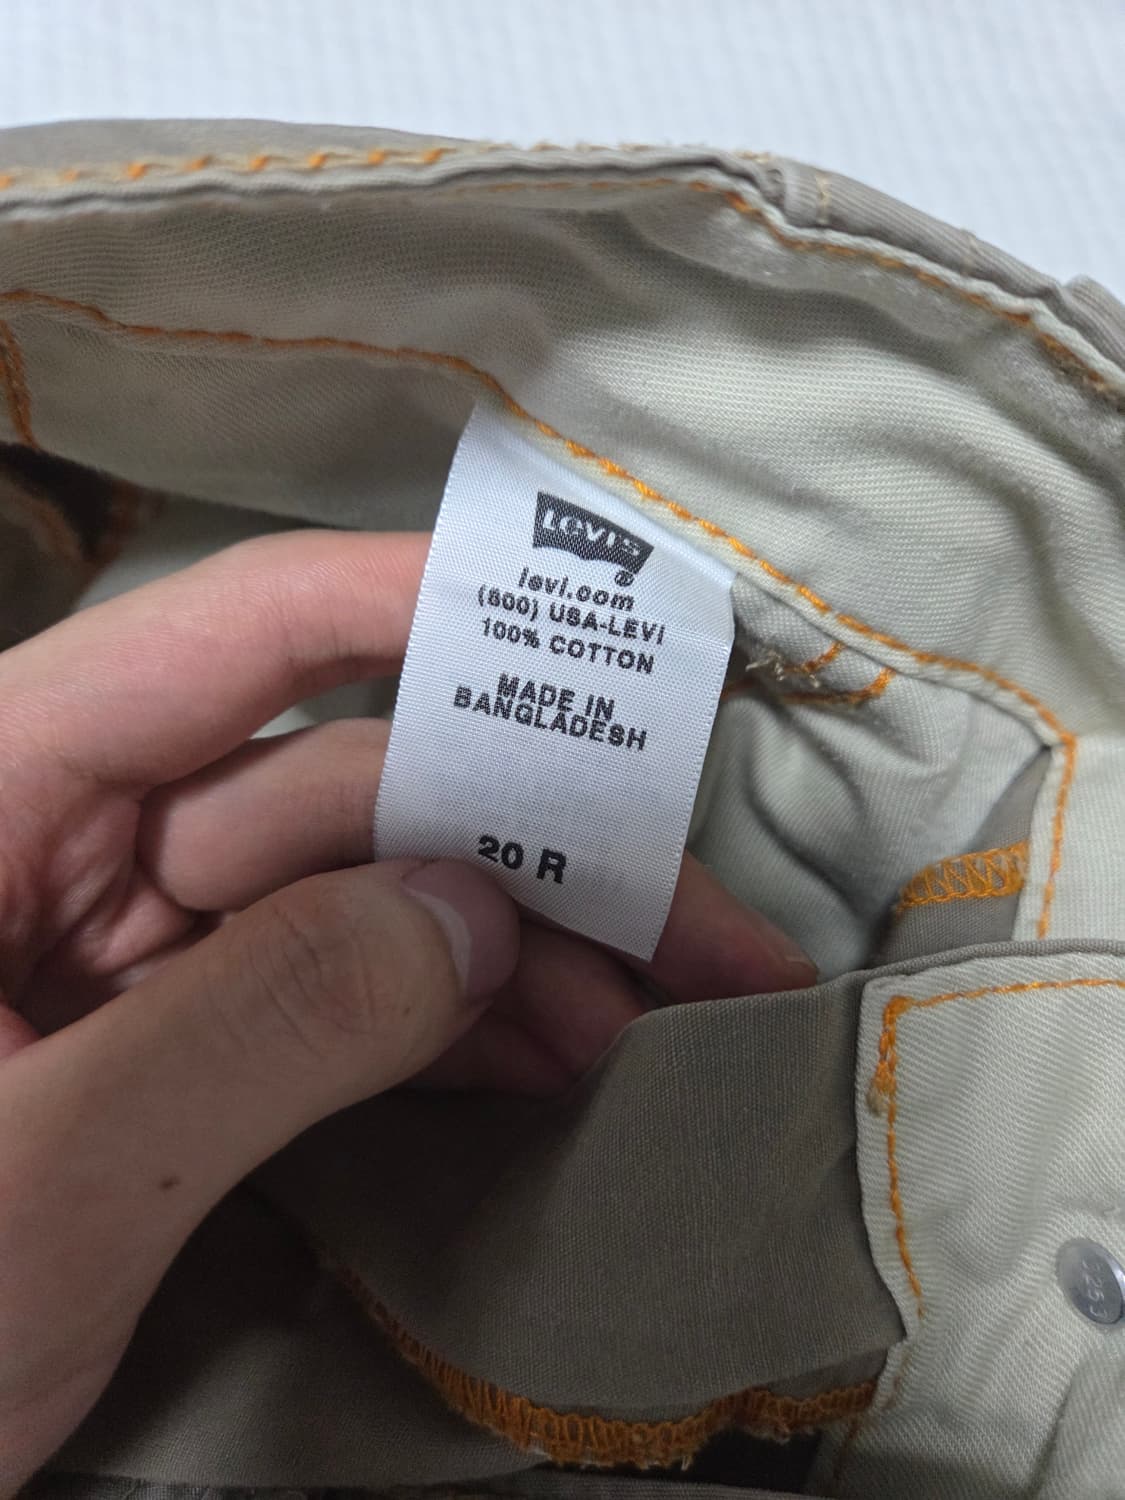 LEVI'S
®
levi.com
(800) USA-LEVI
100% COTTON
MADE IN
BANGLADESH
20 R